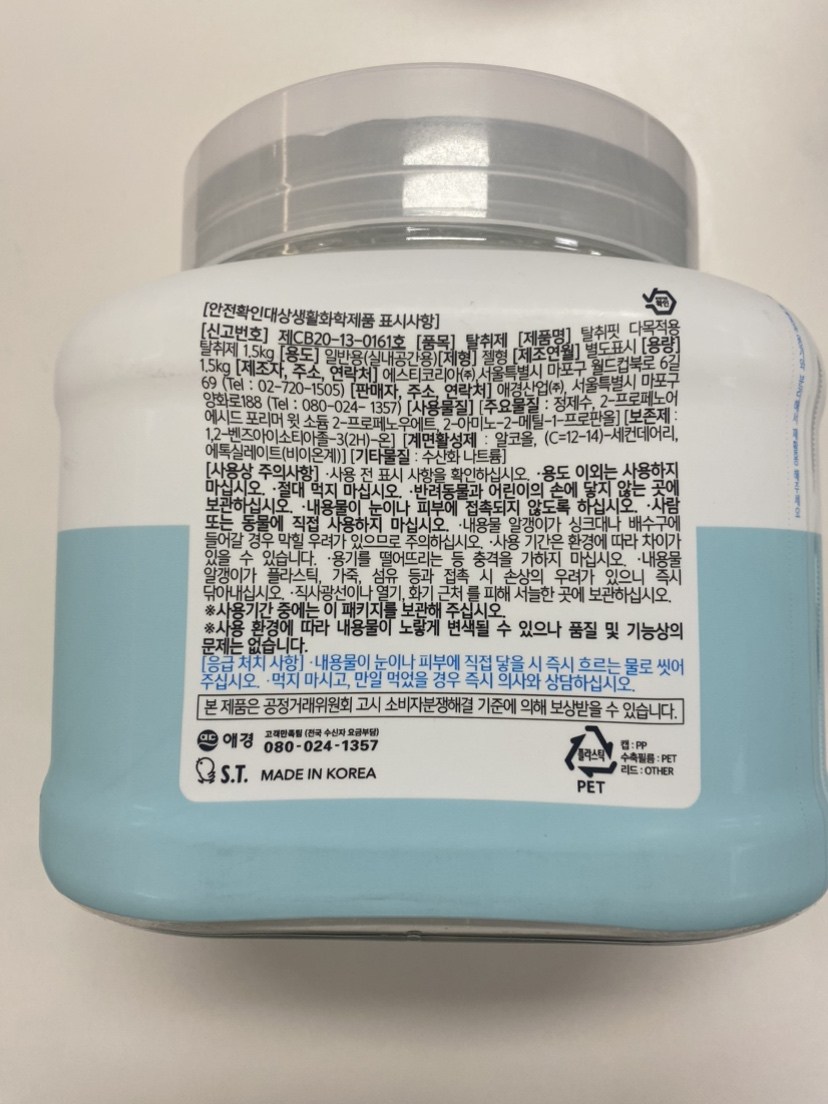 [안전확인대상생활화학제품 표시사항]
[신고번호] 제CB20-13-0161호 [품목] 탈취제 [제품명] 탈취핏 다목적용
탈취제 1.5kg [용도] 일반용(실내공간용)[제형] 젤형 [제조연월] 별도표시 [용량]
1.5kg [제조자, 주소, 연락처] 에스티코리아㈜ 서울특별시 마포구 월드컵북로 6길
69 (Tel : 02-720-1505) [판매자, 주소, 연락처] 애경산업㈜, 서울특별시 마포구
양화로188 (Tel : 080-024- 1357) [사용물질] [주요물질 : 정제수, 2-프로페노어
에시드 포리머 윗 소듐 2-프로페노우에트, 2-아미노-2-메틸-1-프로판올] [보존제 :
1,2-벤즈아이소티아졸-3(2H)-온] [계면활성제 : 알코올, (C=12-14)-세컨데어리,
에톡실레이트(비이온계)] [기타물질 : 수산화 나트륨]
[사용상 주의사항] ·사용 전 표시 사항을 확인하십시오. ·용도 이외는 사용하지
마십시오. ·절대 먹지 마십시오. ·반려동물과 어린이의 손에 닿지 않는 곳에
보관하십시오. ·내용물이 눈이나 피부에 접촉되지 않도록 하십시오. ·사람
또는 동물에 직접 사용하지 마십시오. ·내용물 알갱이가 싱크대나 배수구에
들어갈 경우 막힐 우려가 있으므로 주의하십시오. ·사용 기간은 환경에 따라 차이가
있을 수 있습니다. ·용기를 떨어뜨리는 등 충격을 가하지 마십시오. ·내용물
알갱이가 플라스틱, 가죽, 섬유 등과 접촉 시 손상의 우려가 있으니 즉시
닦아내십시오. ·직사광선이나 열기, 화기 근처 를 피해 서늘한 곳에 보관하십시오.
※사용기간 중에는 이 패키지를 보관해 주십시오.
※사용 환경에 따라 내용물이 노랗게 변색될 수 있으나 품질 및 기능상의
문제는 없습니다.
[응급 처치 사항] ·내용물이 눈이나 피부에 직접 닿을 시 즉시 흐르는 물로 씻어
주십시오. ·먹지 마시고, 만일 먹었을 경우 즉시 의사와 상담하십시오.
본 제품은 공정거래위원회 고시 소비자분쟁해결 기준에 의해 보상받을 수 있습니다.
애경 고객만족팀 (전국 수신자 요금부담)
080-024-1357
S.T. MADE IN KOREA
플라스틱
PET
캡 : PP
수축필름 : PET
리드 : OTHER